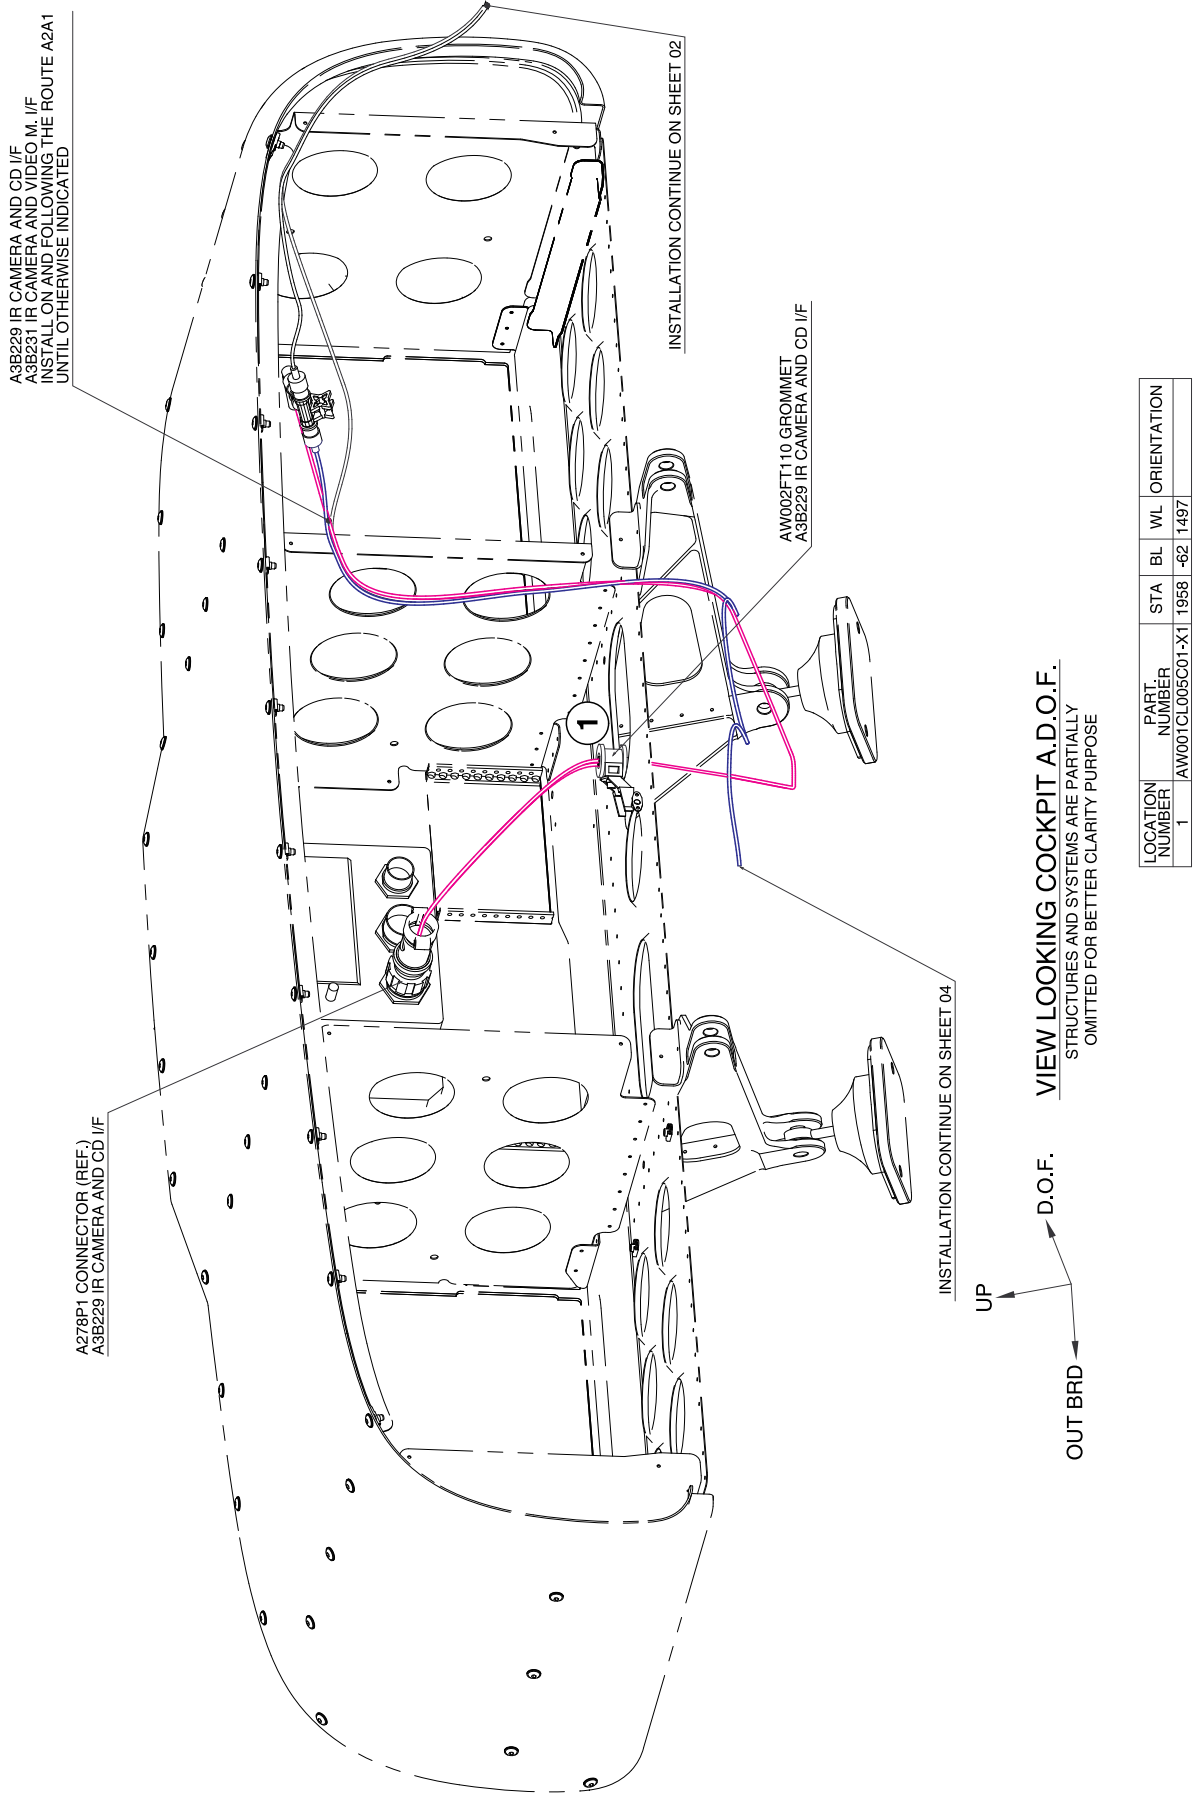 A3B229 IR CAMERA AND CD I/F
A3B231 IR CAMERA AND VIDEO M. I/F
INSTALL ON AND FOLLOWING THE ROUTE A2A1
UNTIL OTHERWISE INDICATED
INSTALLATION CONTINUE ON SHEET 02
A278P1 CONNECTOR (REF.)
A3B229 IR CAMERA AND CD I/F
1
AW002FT110 GROMMET
A3B229 IR CAMERA AND CD I/F
INSTALLATION CONTINUE ON SHEET 04
UP
OUT BRD
D.O.F.
VIEW LOOKING COCKPIT A.D.O.F.
STRUCTURES AND SYSTEMS ARE PARTIALLY
OMITTED FOR BETTER CLARITY PURPOSE
LOCATION NUMBER PART NUMBER STA BL WL ORIENTATION
1 AW001CL005C01-X1 1958 -62 1497